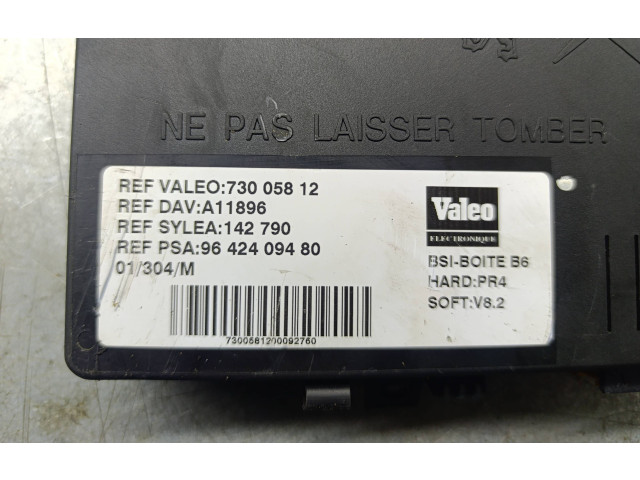 NE PAS LAISSER TOMBER
REF VALEO:730 058 12
REF DAV:A11896
REF SYLEA:142 790
REF PSA:96 424 094 80
01/304/M
7300581200092760
Valeo
ELECTRONIQUE
BSI-BOITE B6
HARD:PR4
SOFT:V8.2